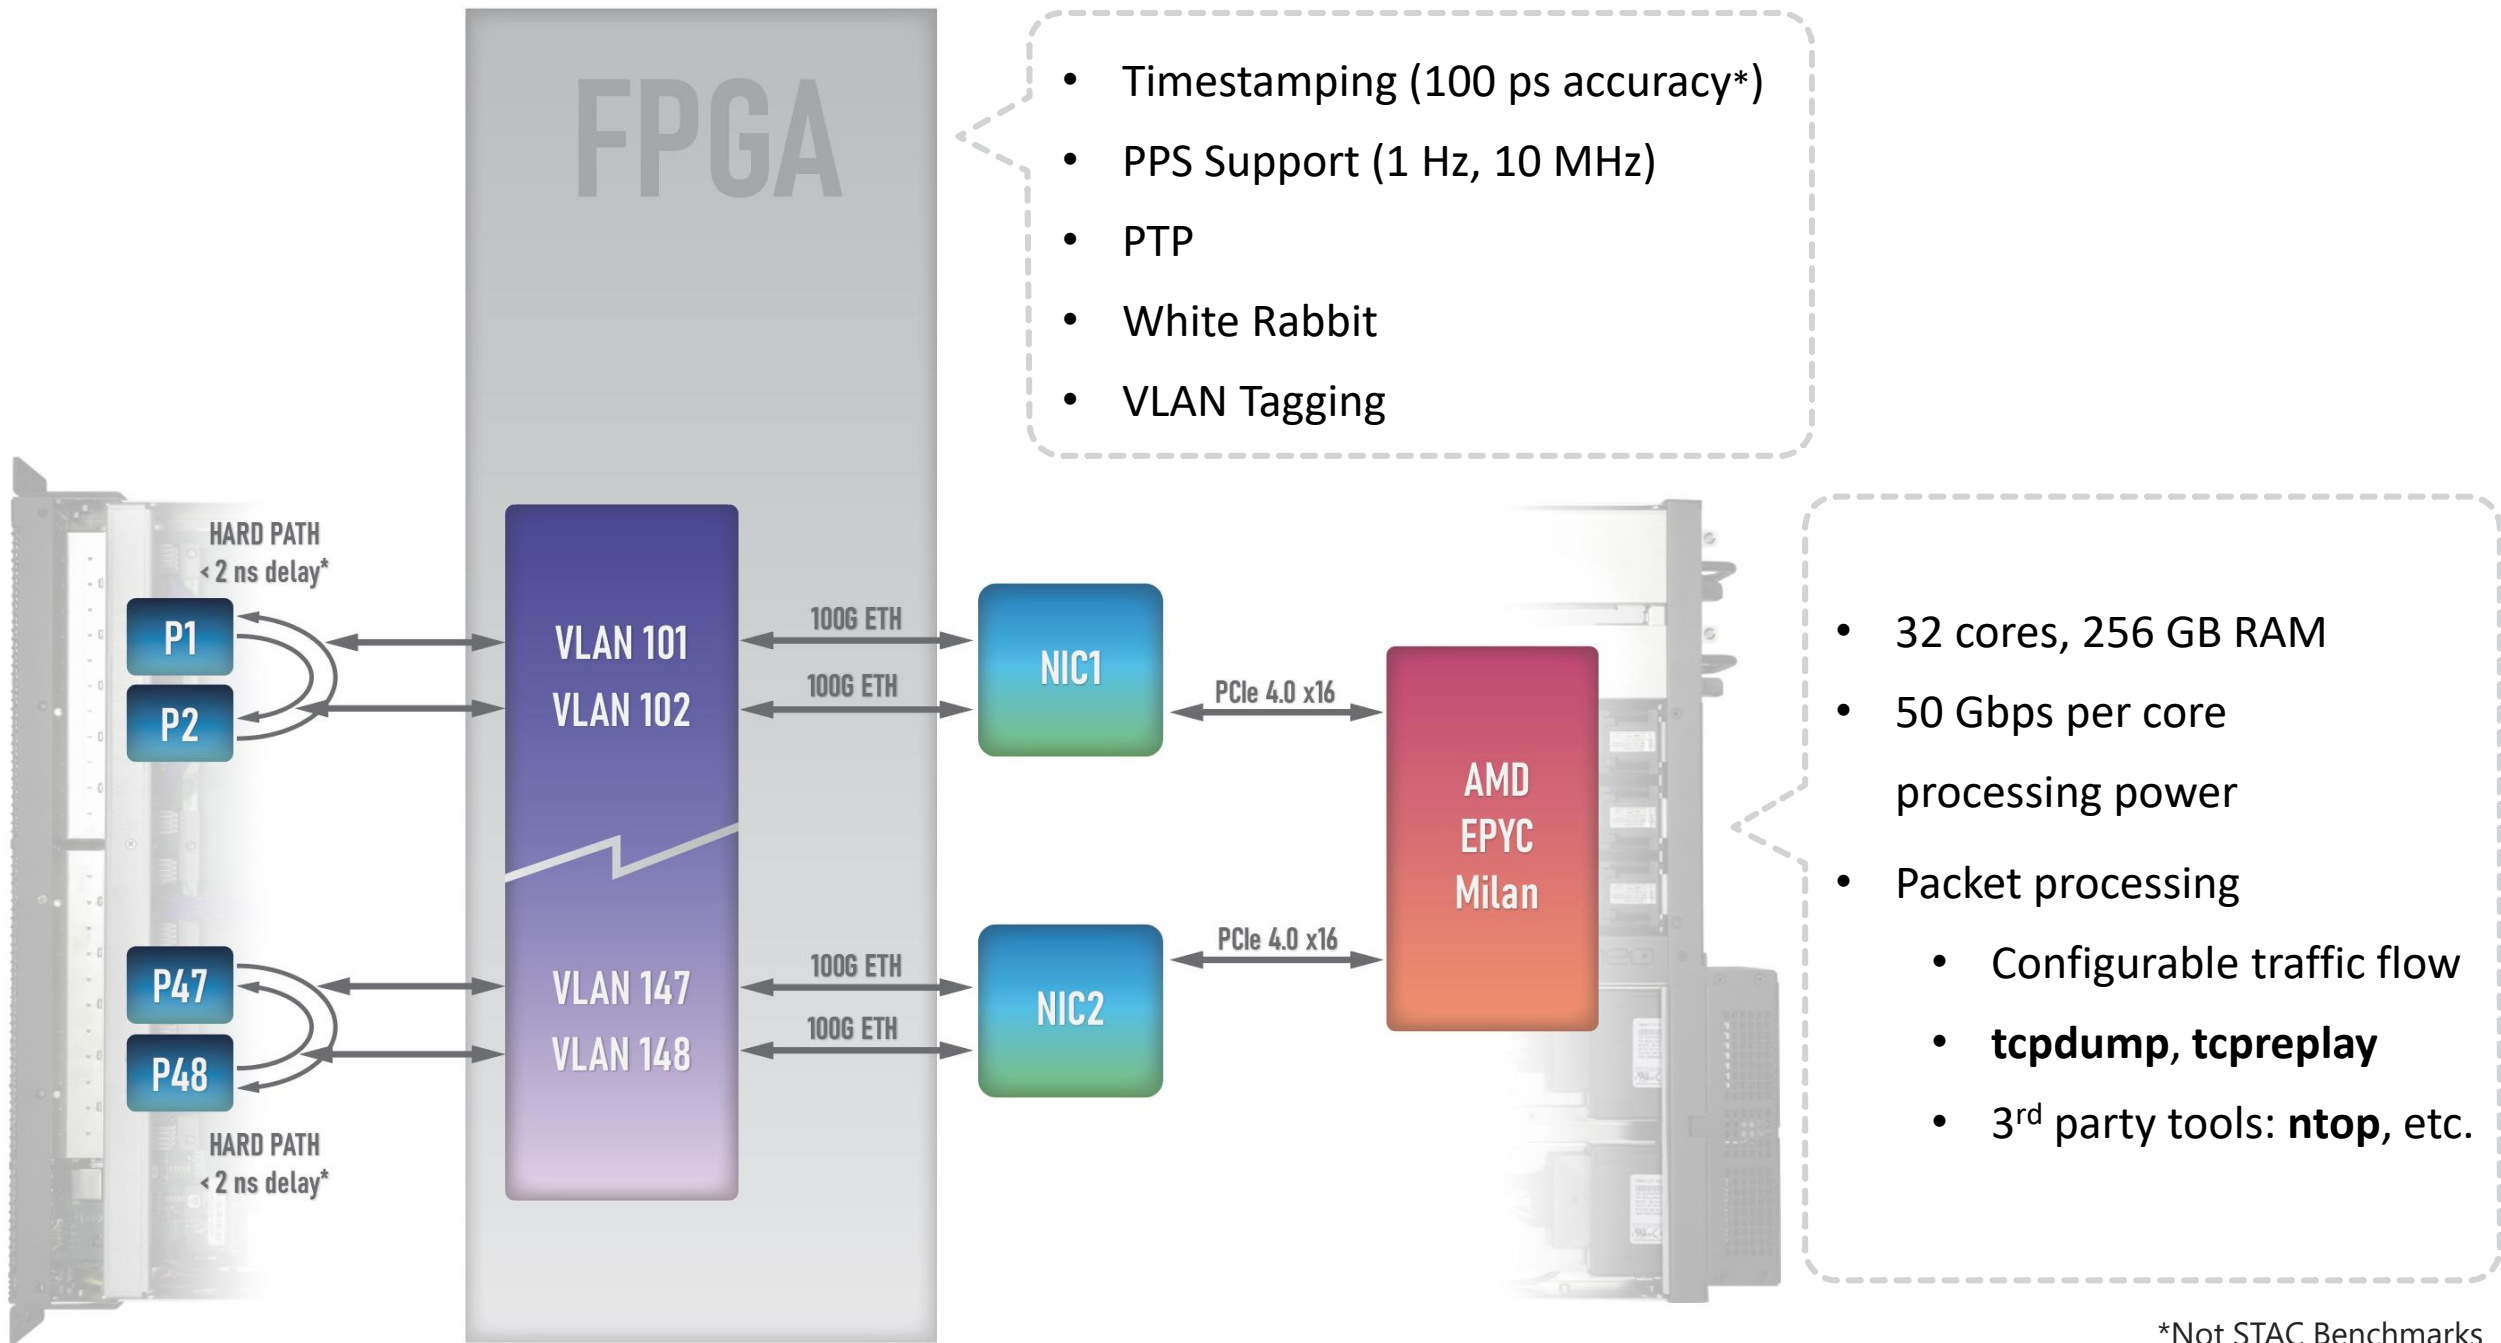 FPGA
• Timestamping (100 ps accuracy*)
• PPS Support (1 Hz, 10 MHz)
• PTP
• White Rabbit
• VLAN Tagging
HARD PATH
< 2 ns delay*
P1
P2
VLAN 101
VLAN 102
100G ETH
100G ETH
NIC1
PCIe 4.0 x16
AMD
EPYC
Milan
P47
P48
HARD PATH
< 2 ns delay*
VLAN 147
VLAN 148
100G ETH
100G ETH
NIC2
PCIe 4.0 x16
• 32 cores, 256 GB RAM
• 50 Gbps per core
processing power
• Packet processing
• Configurable traffic flow
• tcpdump, tcpreplay
• 3rd party tools: ntop, etc.
*Not STAC Benchmarks